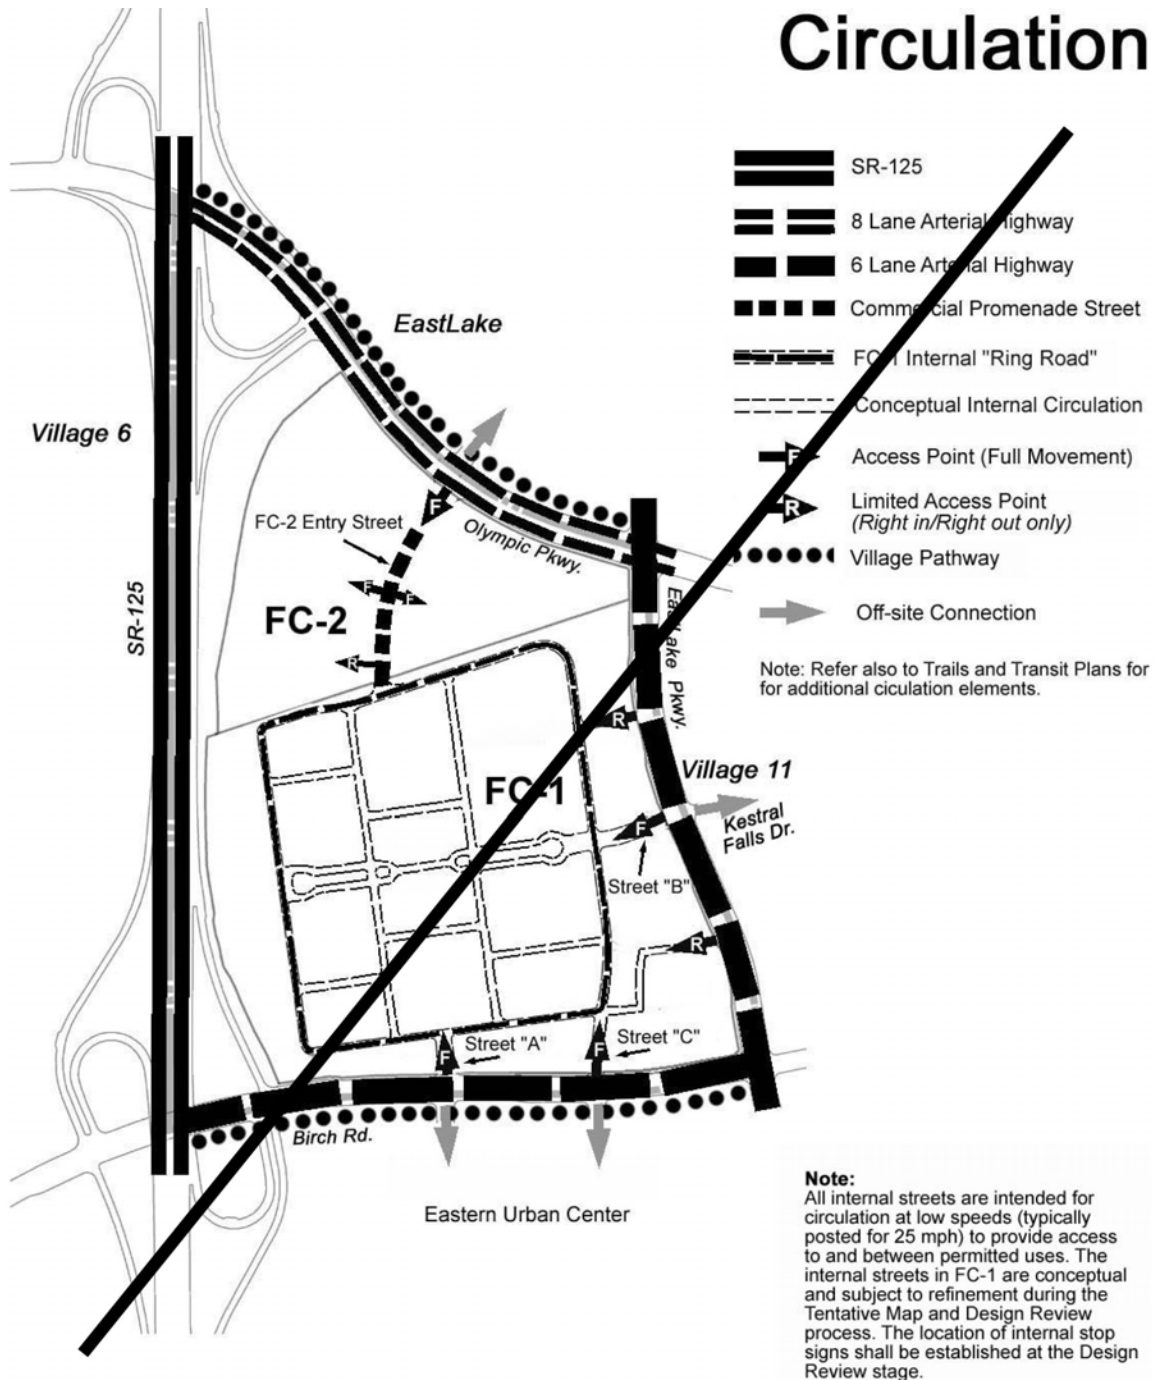 Circulation
SR-125
8 Lane Arterial Highway
6 Lane Arterial Highway
Commercial Promenade Street
FC-1 Internal "Ring Road"
Conceptual Internal Circulation
F
Access Point (Full Movement)
R
Limited Access Point
(Right in/Right out only)
Village Pathway
Off-site Connection
Note: Refer also to Trails and Transit Plans for
for additional ciculation elements.
EastLake
Village 6
F
FC-2 Entry Street
Olympic Pkwy.
SR-125
F
F
FC-2
EastLake Pkwy.
R
R
FC-1
Village 11
Kestral
Falls Dr.
F
Street "B"
R
Street "A"
F
Street "C"
F
Birch Rd.
Eastern Urban Center
Note:
All internal streets are intended for
circulation at low speeds (typically
posted for 25 mph) to provide access
to and between permitted uses. The
internal streets in FC-1 are conceptual
and subject to refinement during the
Tentative Map and Design Review
process. The location of internal stop
signs shall be established at the Design
Review stage.